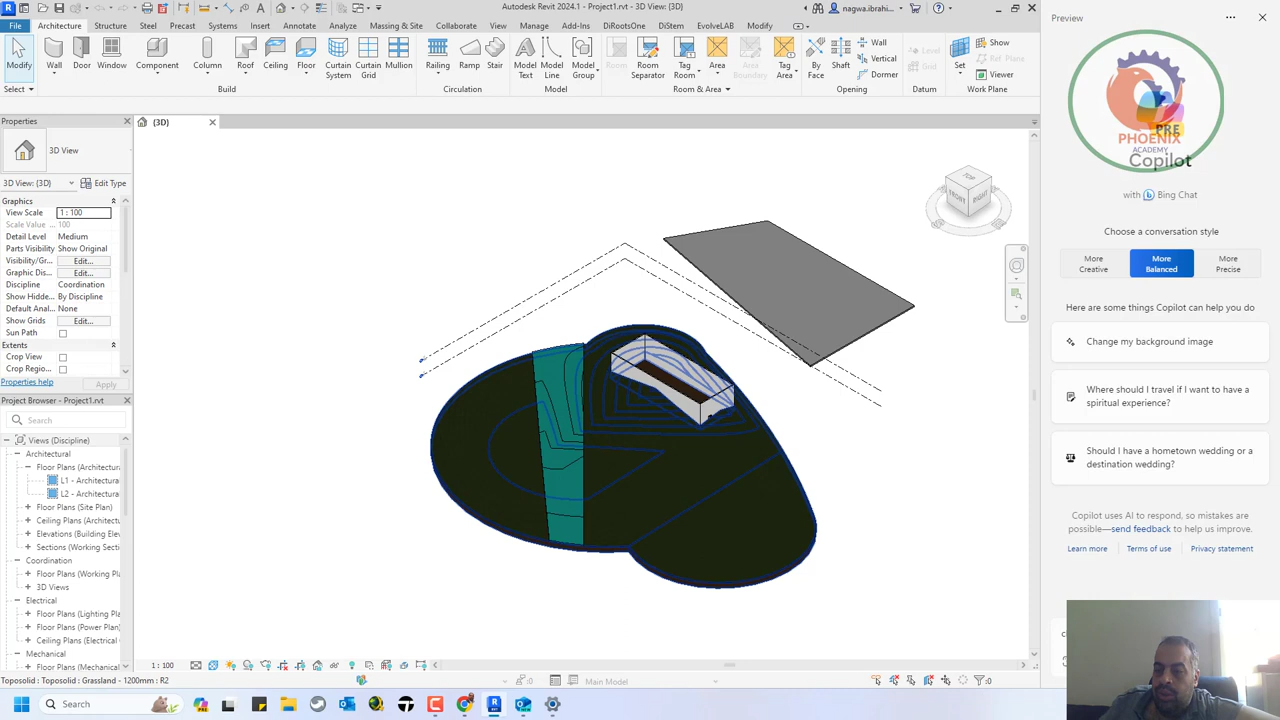 Autodesk Revit 2024.1 - Project1.rvt - 3D View: {3D}
nagwa.ibrahi...
File Architecture Structure Steel Precast Systems Insert Annotate Analyze Massing & Site Collaborate View Manage Add-Ins DiRootsOne DiStem EvolveLAB Modify
Modify Wall Door Window Component Column Roof Ceiling Floor Curtain System Curtain Grid Mullion Railing Ramp Stair Model Text Model Line Model Group Room Room Separator Tag Room Area Area Boundary Tag Area By Face Shaft Wall Vertical Dormer Level Grid Set Show Ref Plane Viewer
Select Build Circulation Model Room & Area Opening Datum Work Plane
Properties
{3D}
3D View
3D View: {3D} Edit Type
Graphics
View Scale 1 : 100
Scale Value ... 100
Detail Level Medium
Parts Visibility Show Original
Visibility/Gr... Edit...
Graphic Dis... Edit...
Discipline Coordination
Show Hidde... By Discipline
Default Anal... None
Show Grids Edit...
Sun Path
Extents
Crop View
Crop Regio...
Properties help Apply
Project Browser - Project1.rvt
Search
Views (Discipline)
Architectural
Floor Plans (Architectu
L1 - Architectura
L2 - Architectura
Floor Plans (Site Plan)
Ceiling Plans (Architectu
Elevations (Building Elev
Sections (Working Secti
Coordination
Floor Plans (Working Pl
3D Views
Electrical
Floor Plans (Lighting Pla
Floor Plans (Power Plan
Ceiling Plans (Electrical
Mechanical
Floor Plans (Mechanical
TOP
FRONT RIGHT
1 : 100
Toposolid : Toposolid : Grassland - 1200mm : R2
:0
Main Model
:0
Search
PRE
Preview
PHOENIX
ACADEMY
PRE
Copilot
with Bing Chat
Choose a conversation style
More Creative
More Balanced
More Precise
Here are some things Copilot can help you do
Change my background image
Where should I travel if I want to have a
spiritual experience?
Should I have a hometown wedding or a
destination wedding?
Copilot uses AI to respond, so mistakes are
possible—send feedback to help us improve.
Learn more Terms of use Privacy statement